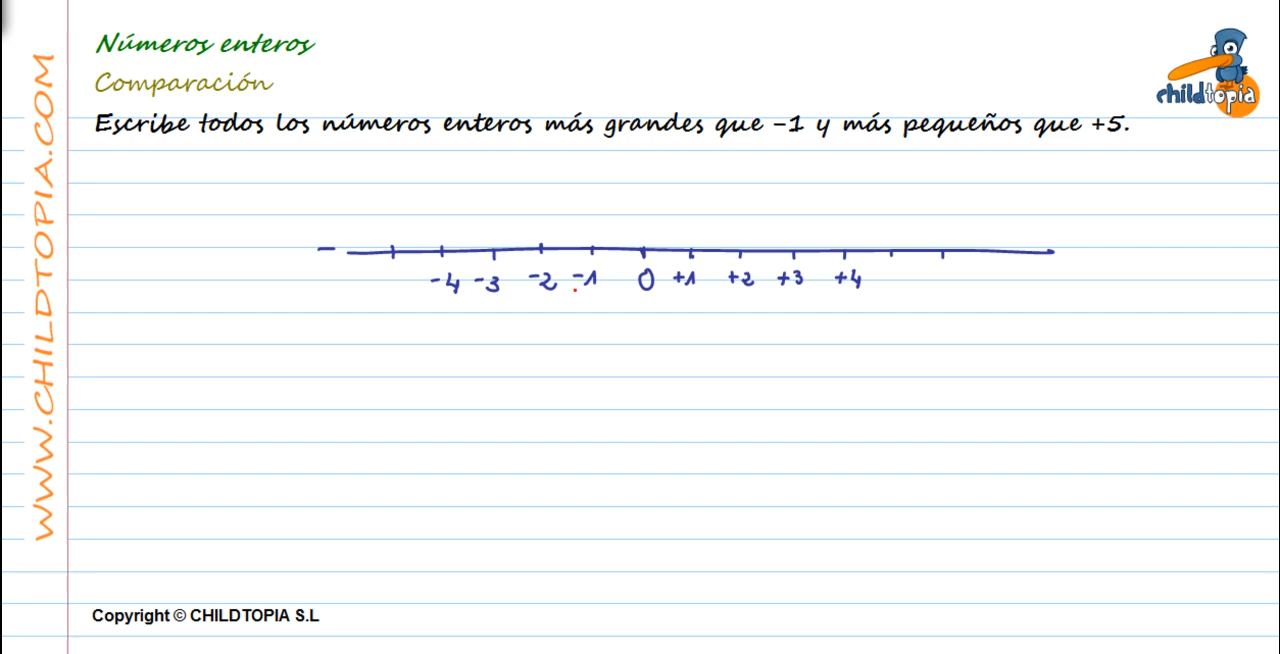 Números enteros
Comparación
childtopia
Escribe todos los números enteros más grandes que -1 y más pequeños que +5.
-4 -3 -2 -1 0 +1 +2 +3 +4
WWW.CHILDTOPIA.COM
Copyright © CHILDTOPIA S.L